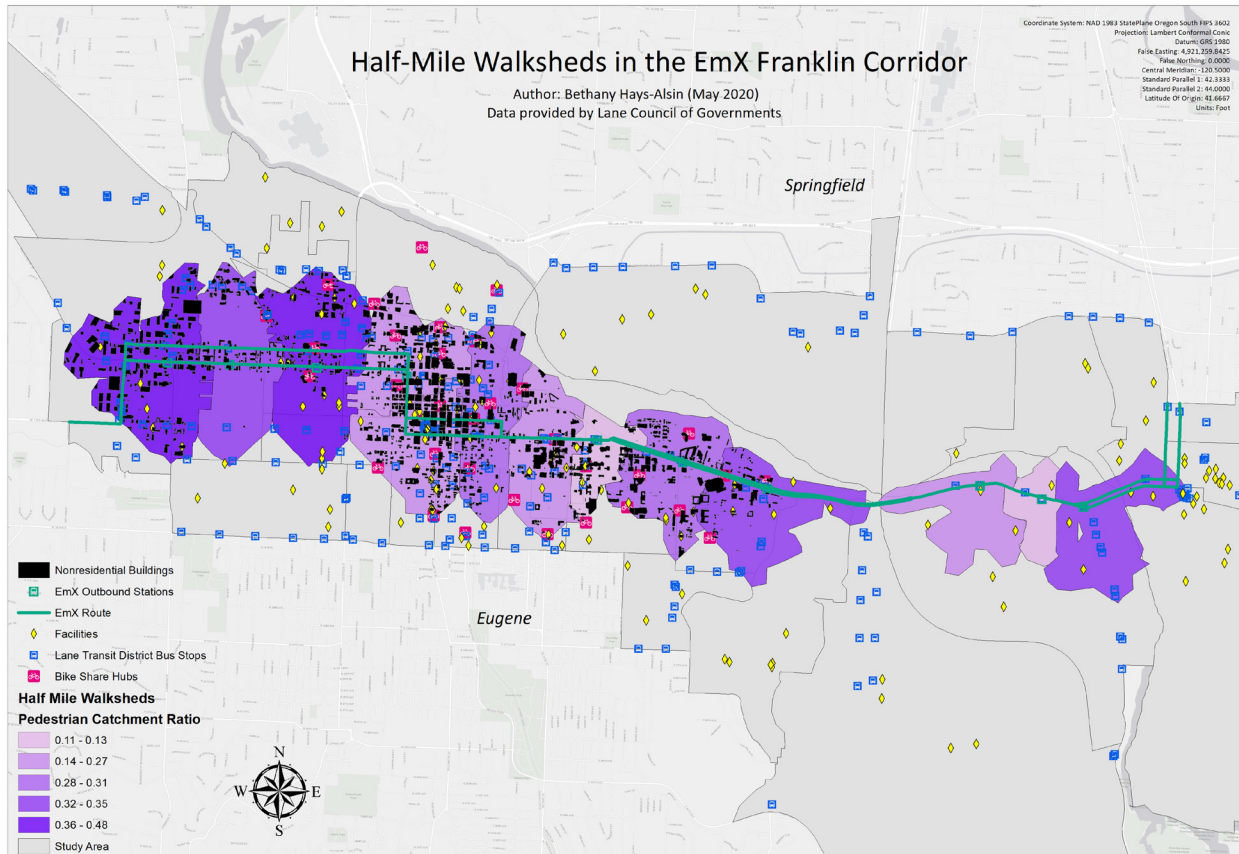 Coordinate System: NAD 1983 StatePlane Oregon South FIPS 3602
Projection: Lambert Conformal Conic
Datum: GRS 1980
False Easting: 4,921,259.8425
False Northing: 0.0000
Central Meridian: -120.5000
Standard Parallel 1: 42.3333
Standard Parallel 2: 44.0000
Latitude Of Origin: 41.6667
Units: Foot
Half-Mile Walksheds in the EmX Franklin Corridor
Author: Bethany Hays-Alsin (May 2020)
Data provided by Lane Council of Governments
Springfield
Eugene
Nonresidential Buildings
EmX Outbound Stations
EmX Route
Facilities
Lane Transit District Bus Stops
Bike Share Hubs
Half Mile Walksheds
Pedestrian Catchment Ratio
0.11 - 0.13
0.14 - 0.27
0.28 - 0.31
0.32 - 0.35
0.36 - 0.48
Study Area
N
W
E
S